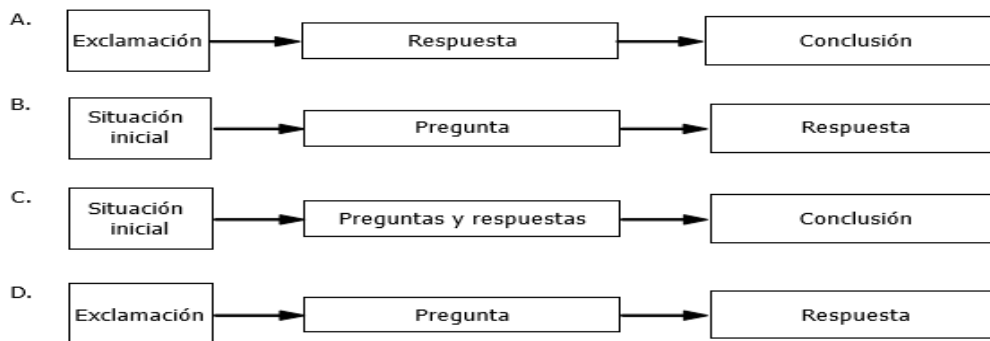 A.
Exclamación Respuesta Conclusión
B.
Situación
inicial
Pregunta Respuesta
C.
Situación
inicial
Preguntas y respuestas Conclusión
D.
Exclamación Pregunta Respuesta